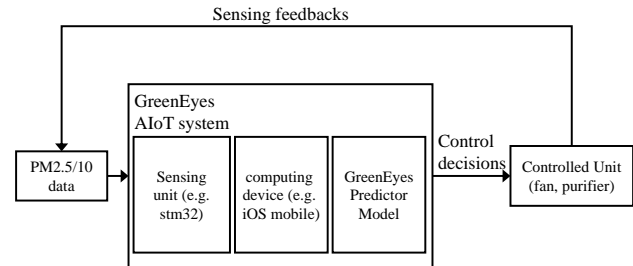 Sensing feedbacks
GreenEyes
AIoT system
PM2.5/10
data
Sensing
unit (e.g.
stm32)
computing
device (e.g.
iOS mobile)
GreenEyes
Predictor
Model
Control
decisions
Controlled Unit
(fan, purifier)